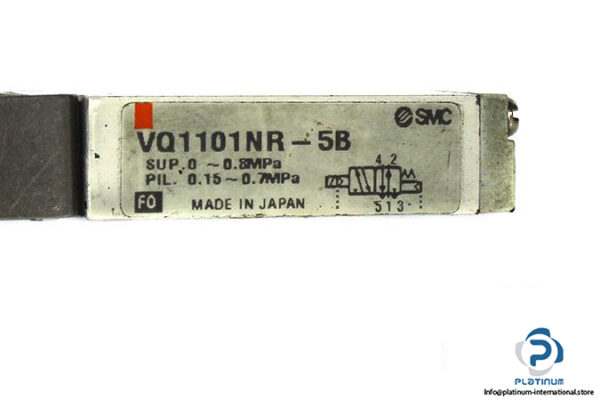 SMC
VQ1101NR-5B
SUP. 0 ~ 0.8MPa
PIL. 0.15~0.7MPa
4 2
5 1 3
F0 MADE IN JAPAN
PLATINUM
Info@platinum-international.store